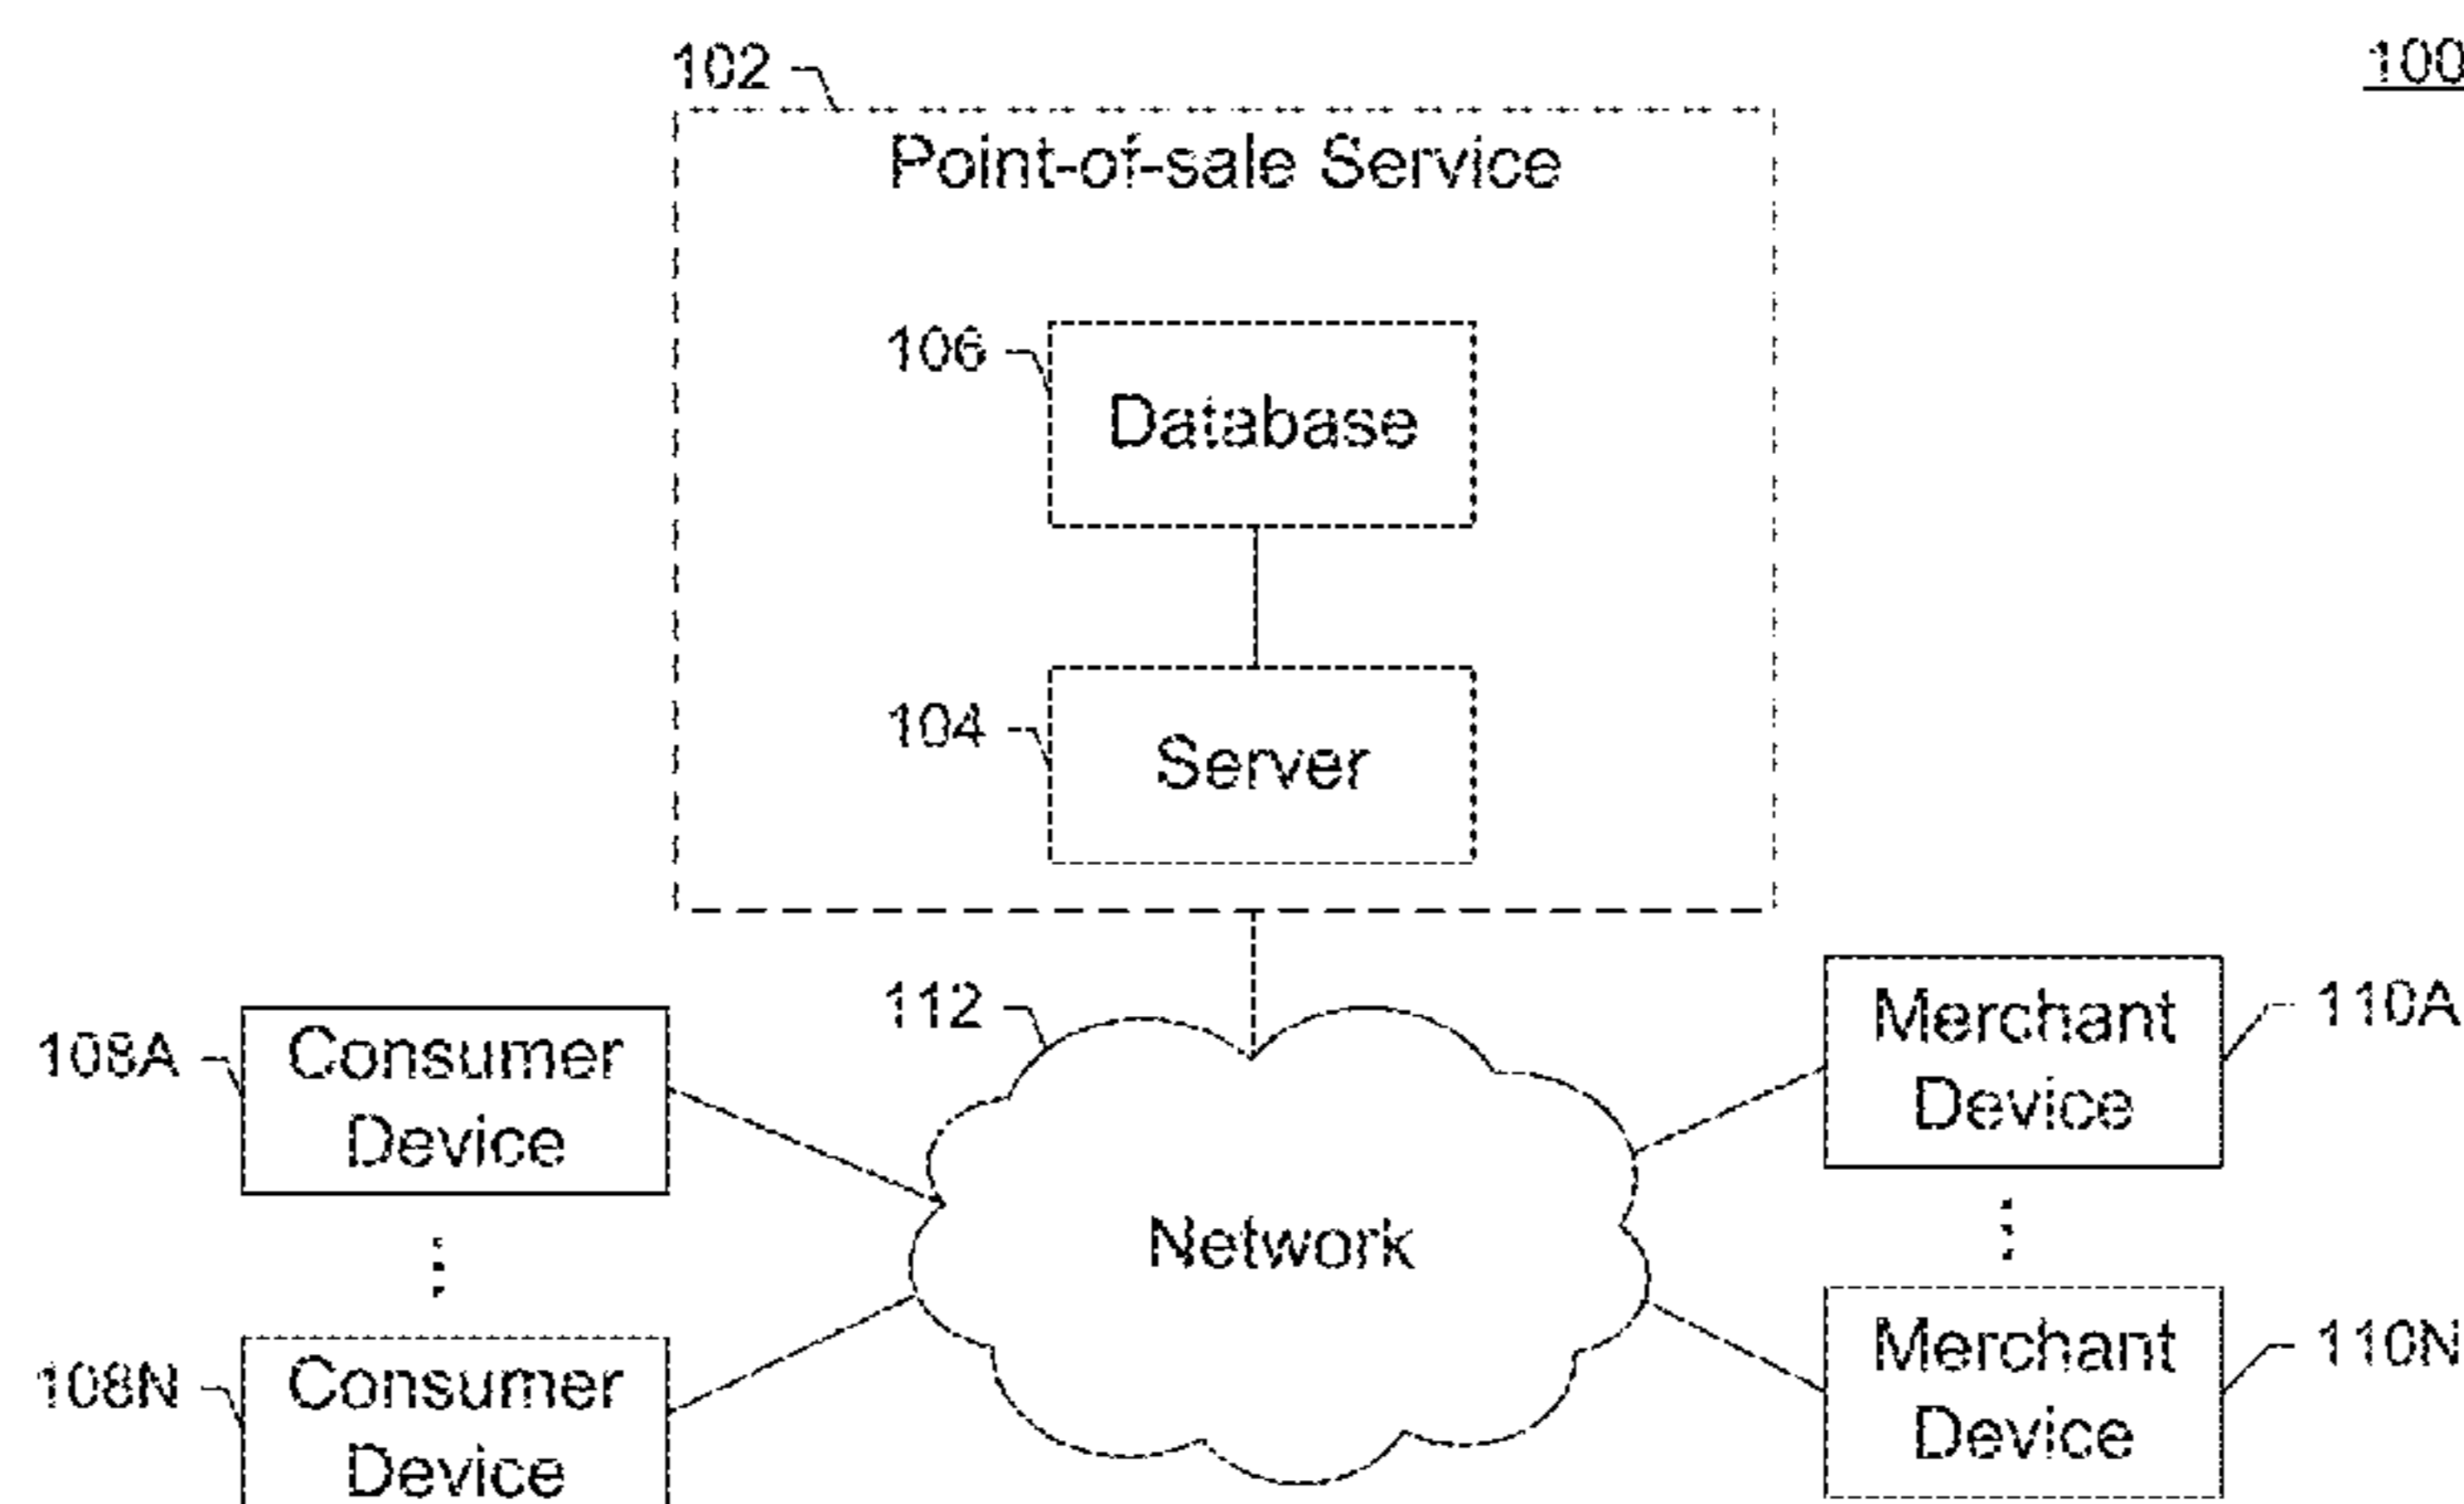 102
100
Point-of-sale Service
106
Database
104
Server
112
108A
Consumer
Device
Merchant
Device
110A
Network
108N
Consumer
Device
Merchant
Device
110N